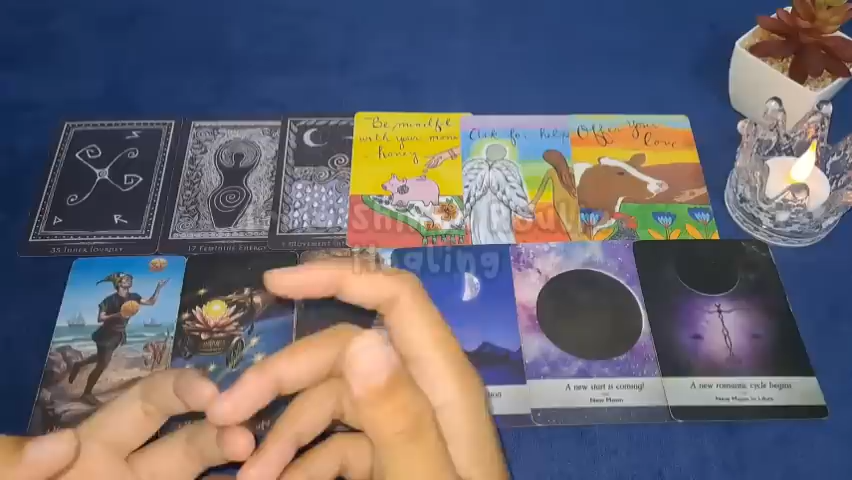 Be mindful
with your money
honey
Ask for help
Offer your
love
35 INNER JOURNEY
17 FEMININE ENERGY
Healing
A new start is coming!
New Moon
A new romantic cycle begins
New Moon in Libra